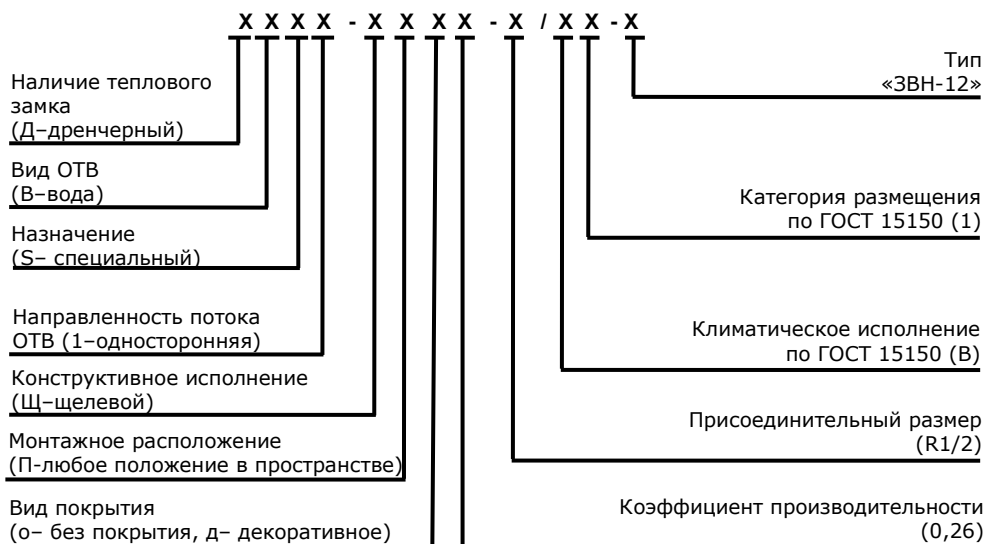 X X X X - X X X X - X / X X - X
Наличие теплового
замка
(Д–дренчерный)
Вид ОТВ
(В–вода)
Назначение
(S– специальный)
Направленность потока
ОТВ (1–односторонняя)
Конструктивное исполнение
(Щ–щелевой)
Монтажное расположение
(П-любое положение в пространстве)
Вид покрытия
(о– без покрытия, д– декоративное)
Тип
«ЗВН-12»
Категория размещения
по ГОСТ 15150 (1)
Климатическое исполнение
по ГОСТ 15150 (В)
Присоединительный размер
(R1/2)
Коэффициент производительности
(0,26)